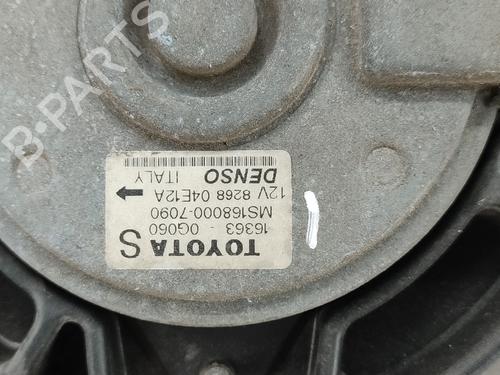 TOYOTA S
16363 - 0G060
MS168000-7090
12V 8268 04E12A
DENSO ITALY
B-PARTS